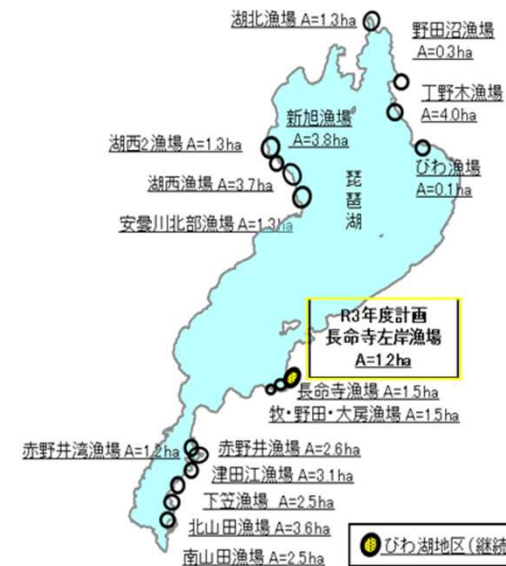 湖北漁場 A=1.3ha
野田沼漁場
A=0.3ha
丁野木漁場
A=4.0ha
新旭漁場
A=3.8ha
湖西2漁場 A=1.3ha
びわ漁場
A=0.1ha
湖西漁場 A=3.7ha
琵琶湖
安曇川北部漁場 A=1.3ha
R3年度計画
長命寺左岸漁場
A=1.2ha
長命寺漁場 A=1.5ha
牧・野田・大房漁場 A=1.5ha
赤野井湾漁場 A=1.2ha
赤野井漁場 A=2.6ha
津田江漁場 A=3.1ha
下笠漁場 A=2.5ha
北山田漁場 A=3.6ha
南山田漁場 A=2.5ha
びわ湖地区(継続